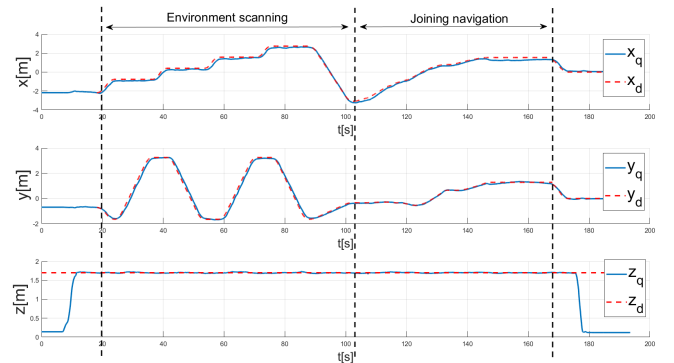 Environment scanning
Joining navigation
x[m]
4
2
0
-2
-4
0 20 40 60 80 100 120 140 160 180 200
t[s]
x_q
x_d
y[m]
4
2
0
-2
0 20 40 60 80 100 120 140 160 180 200
t[s]
y_q
y_d
z[m]
2
1.5
1
0.5
0
0 20 40 60 80 100 120 140 160 180 200
t[s]
z_q
z_d